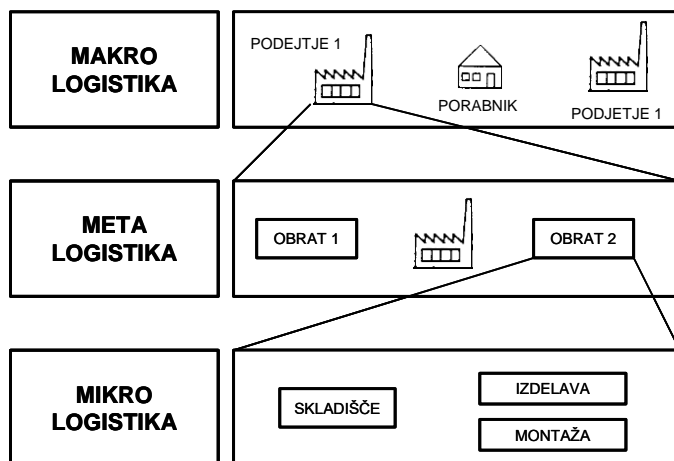 MAKRO
LOGISTIKA
PODEJTJE 1
PORABNIK
PODJETJE 1
META
LOGISTIKA
OBRAT 1
OBRAT 2
MIKRO
LOGISTIKA
SKLADIŠČE
IZDELAVA
MONTAŽA